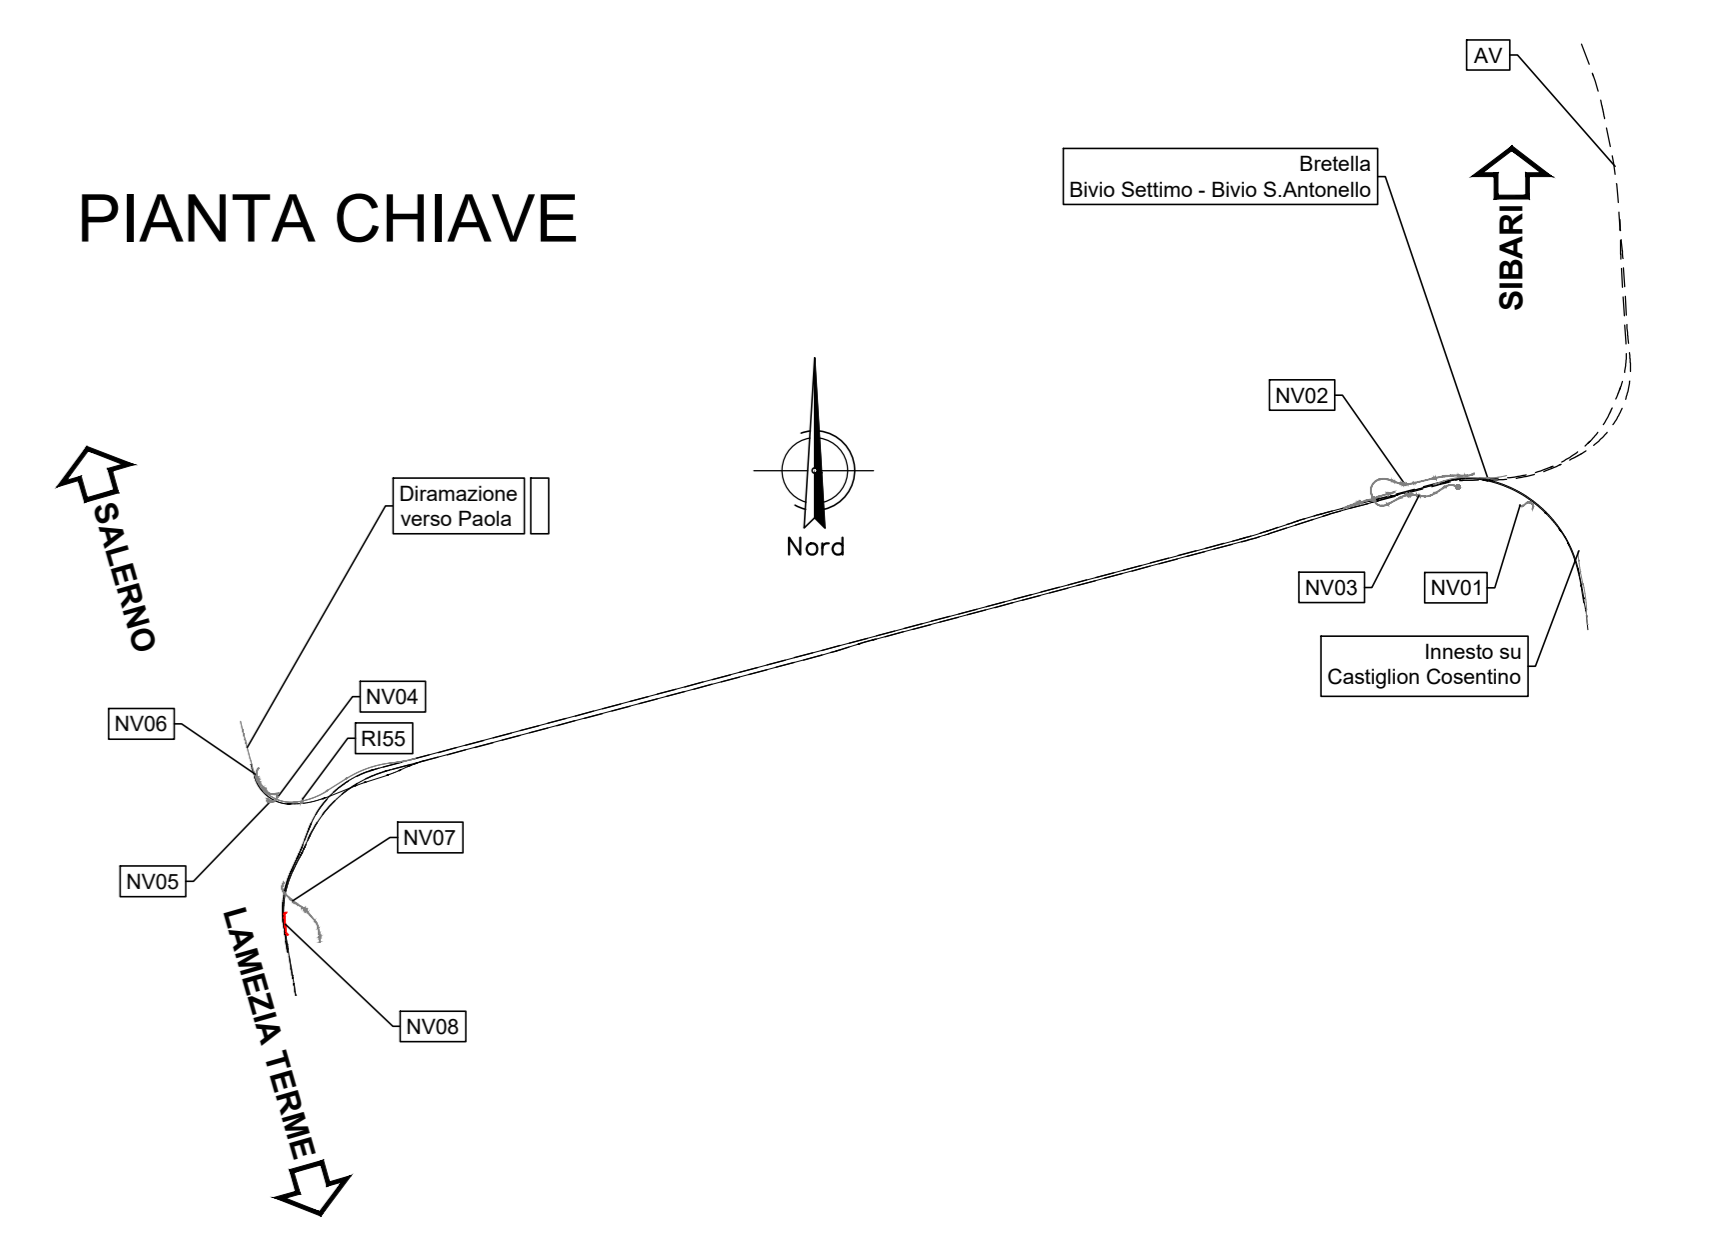 AV
Bretella
Bivio Settimo - Bivio S.Antonello
PIANTA CHIAVE
SIBARI
NV02
Diramazione
verso Paola
SALERNO
Nord
NV03
NV01
Innesto su
Castiglion Cosentino
NV04
NV06
RI55
NV07
NV05
LAMEZIA TERME
NV08